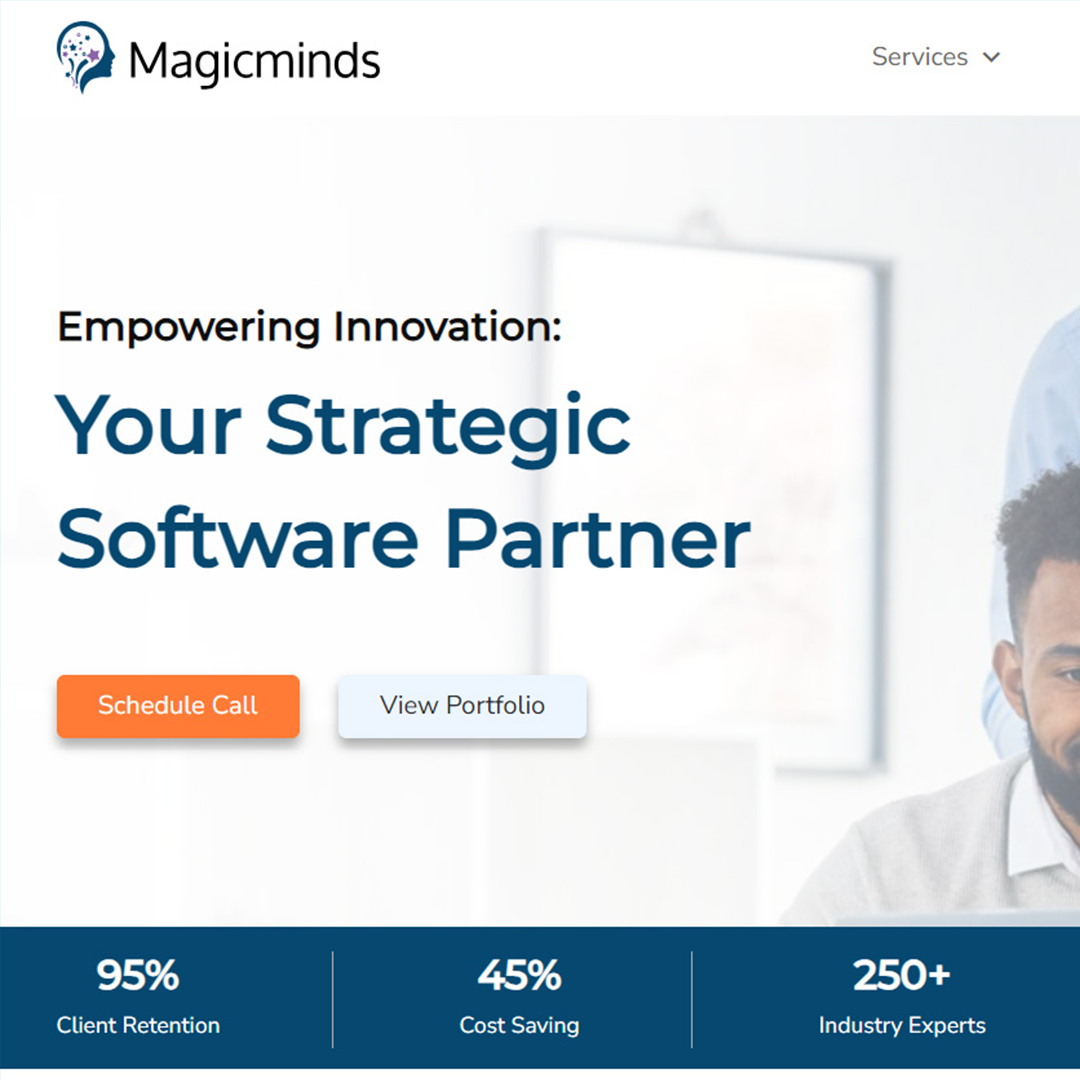 Magicminds
Services
Empowering Innovation:
Your Strategic
Software Partner
Schedule Call
View Portfolio
95%
Client Retention
45%
Cost Saving
250+
Industry Experts